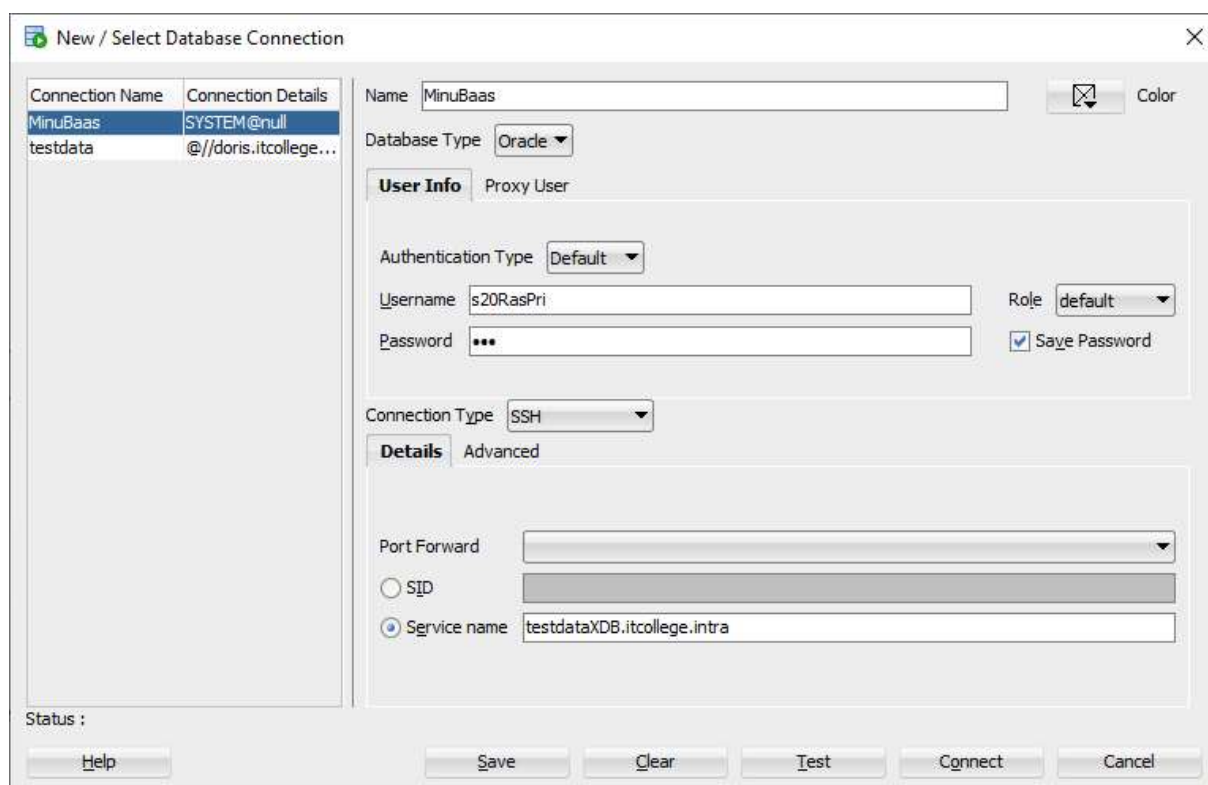 New / Select Database Connection
Connection Name Connection Details
MinuBaas SYSTEM@null
testdata @//doris.itcollege...
Name MinuBaas Color
Database Type Oracle
User Info Proxy User
Authentication Type Default
Username s20RasPri Role default
Password ••• Save Password
Connection Type SSH
Details Advanced
Port Forward
SID
Service name testdataXDB.itcollege.intra
Status :
Help Save Clear Test Connect Cancel